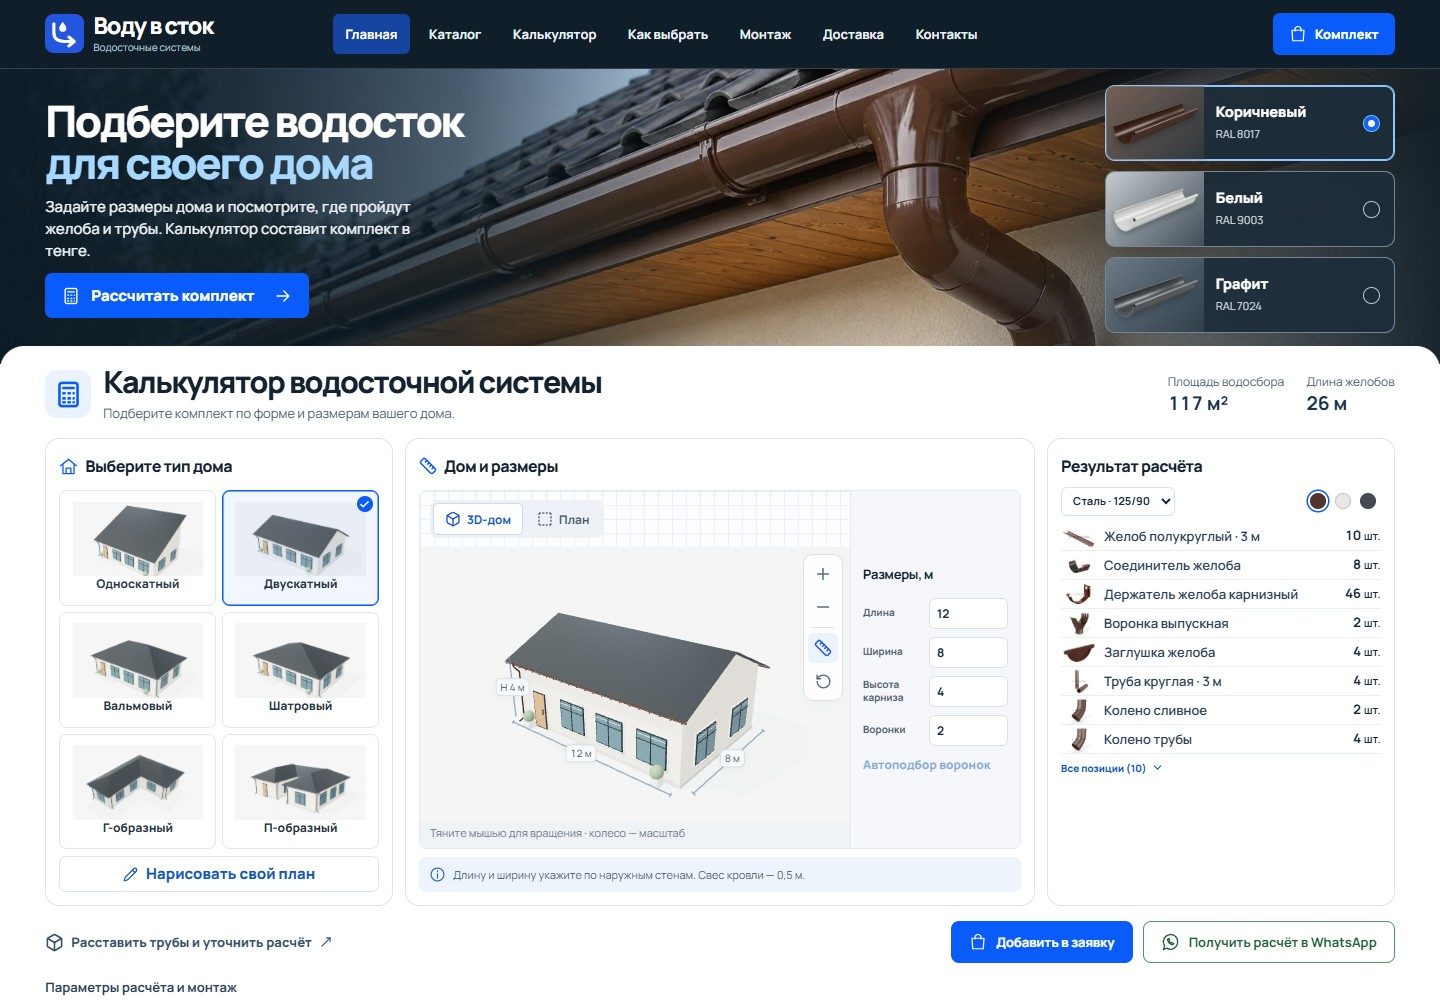 Воду в сток
Водосточные системы
Главная
Каталог
Калькулятор
Как выбрать
Монтаж
Доставка
Контакты
Комплект
Подберите водосток
для своего дома
Задайте размеры дома и посмотрите, где пройдут
желоба и трубы. Калькулятор составит комплект в
тенге.
Рассчитать комплект
Коричневый
RAL 8017
Белый
RAL 9003
Графит
RAL 7024
Калькулятор водосточной системы
Подберите комплект по форме и размерам вашего дома.
Площадь водосбора
117 м²
Длина желобов
26 м
Выберите тип дома
Односкатный
Двускатный
Вальмовый
Шатровый
Г-образный
П-образный
Нарисовать свой план
Дом и размеры
3D-дом
План
H 4 м
12 м
8 м
Тяните мышью для вращения · колесо — масштаб
Размеры, м
Длина
12
Ширина
8
Высота
карниза
4
Воронки
2
Автоподбор воронок
Длину и ширину укажите по наружным стенам. Свес кровли — 0,5 м.
Результат расчёта
Сталь · 125/90
Желоб полукруглый · 3 м 10 шт.
Соединитель желоба 8 шт.
Держатель желоба карнизный 46 шт.
Воронка выпускная 2 шт.
Заглушка желоба 4 шт.
Труба круглая · 3 м 4 шт.
Колено сливное 2 шт.
Колено трубы 4 шт.
Все позиции (10)
Расставить трубы и уточнить расчёт ↗
Добавить в заявку
Получить расчёт в WhatsApp
Параметры расчёта и монтаж